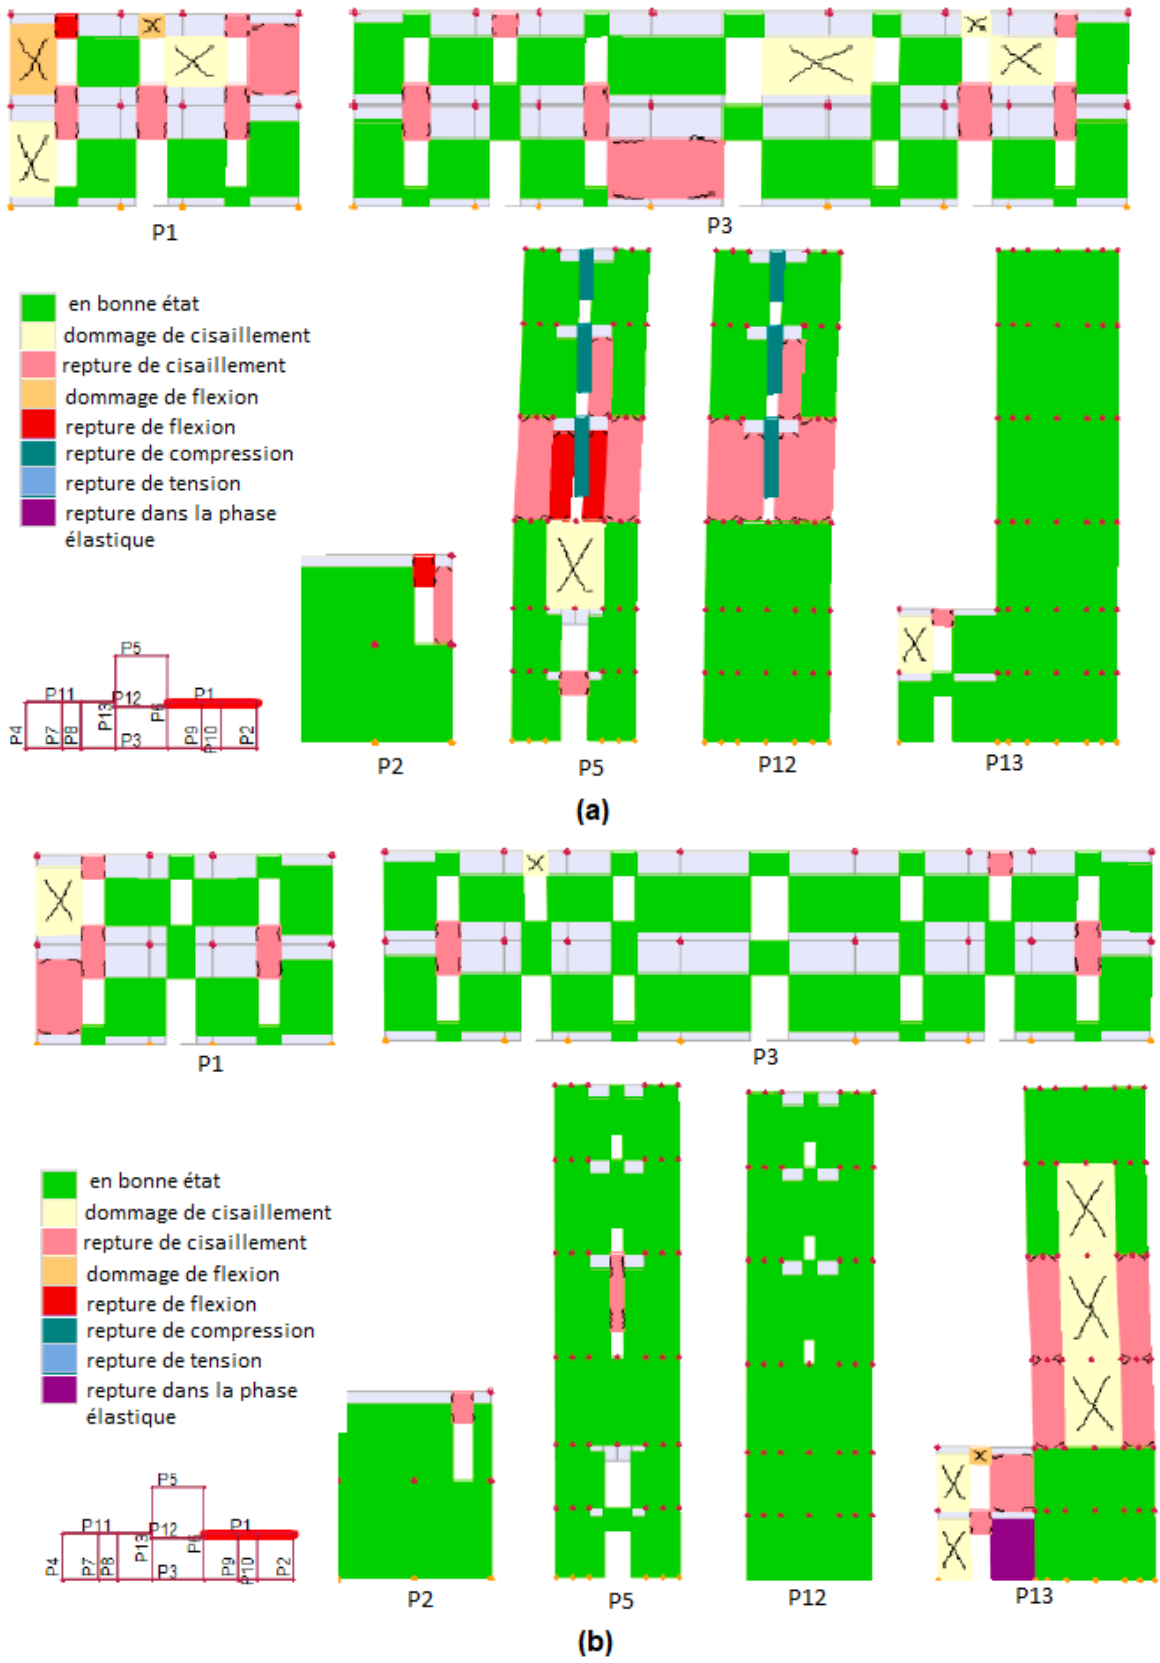 P1
P3
en bonne état
dommage de cisaillement
repture de cisaillement
dommage de flexion
repture de flexion
repture de compression
repture de tension
repture dans la phase
élastique
P5
P11
P12
P1
P4
P7
P8
P13
P3
P6
P9
P10
P2
P2
P5
P12
P13
(a)
P1
P3
en bonne état
dommage de cisaillement
repture de cisaillement
dommage de flexion
repture de flexion
repture de compression
repture de tension
repture dans la phase
élastique
P5
P11
P12
P1
P4
P7
P8
P13
P3
P6
P9
P10
P2
P2
P5
P12
P13
(b)